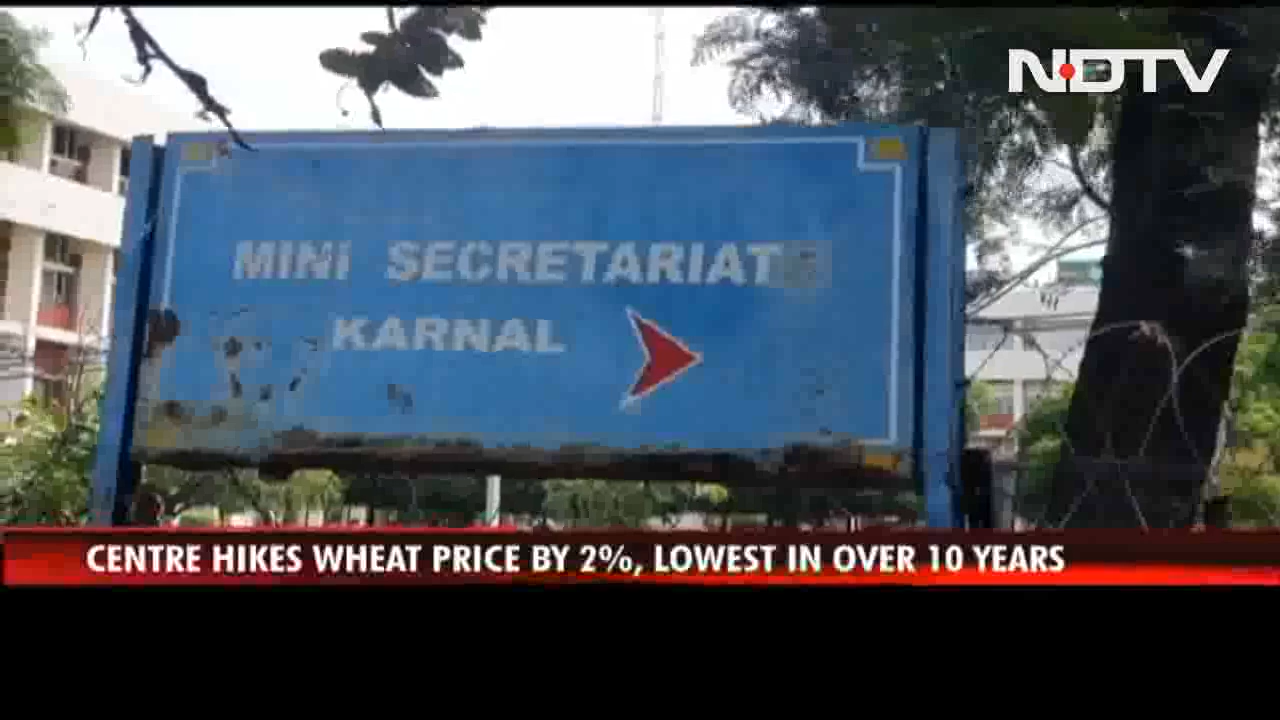 NDTV
MINI SECRETARIAT
KARNAL
CENTRE HIKES WHEAT PRICE BY 2%, LOWEST IN OVER 10 YEARS